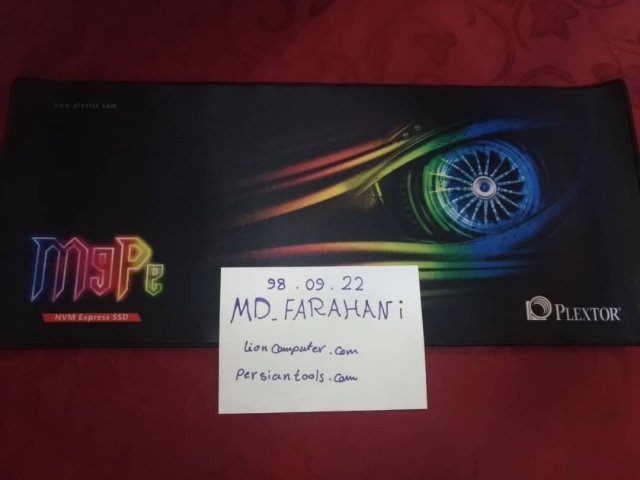 www.plextor.com
M9Pe
NVM Express SSD
PLEXTOR®
98.09.22
MD_FARAHANi
Lioncomputer.com
persiantools.com